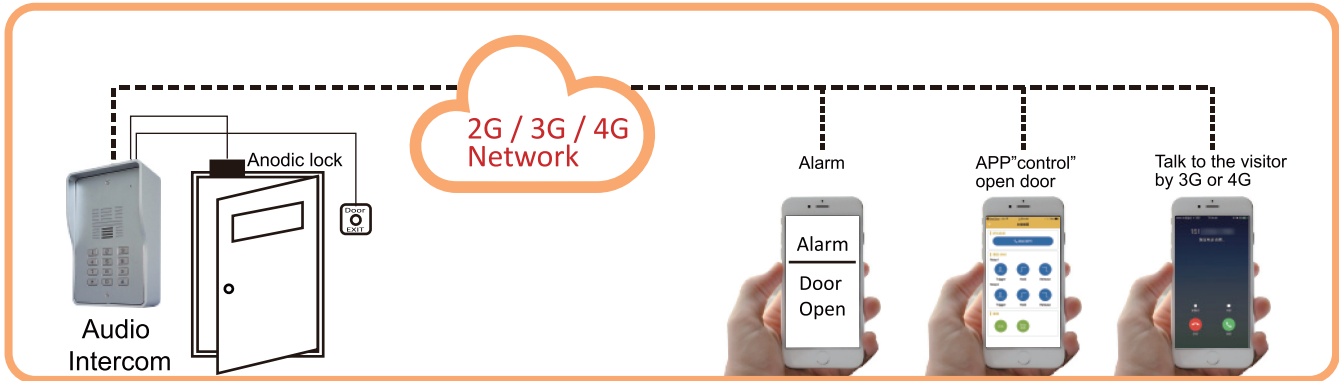 2G / 3G / 4G
Network
Anodic lock
Door
EXIT
Audio
Intercom
Alarm
APP"control"
open door
Talk to the visitor
by 3G or 4G
Alarm
Door
Open
151